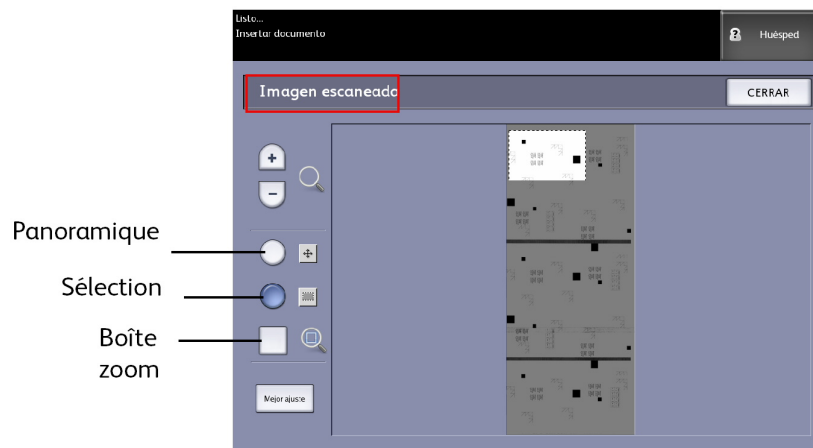 Listo...
Insertar documento
Huésped
Imagen escaneado
CERRAR
Panoramique
Sélection
Boîte
zoom
Mejor ajuste